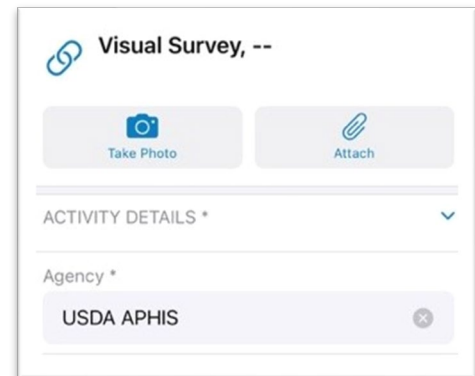 Visual Survey, --
Take Photo
Attach
ACTIVITY DETAILS *
Agency *
USDA APHIS